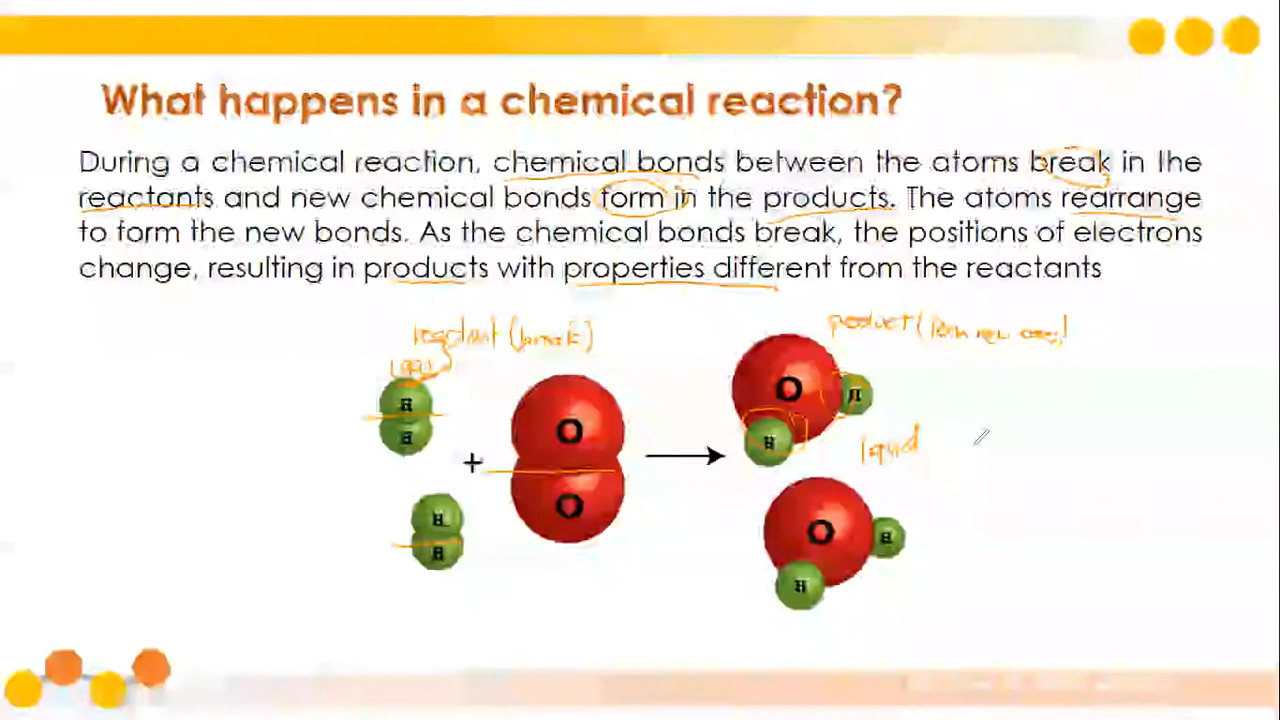 What happens in a chemical reaction?
During a chemical reaction, chemical bonds between the atoms break in the
reactants and new chemical bonds form in the products. The atoms rearrange
to form the new bonds. As the chemical bonds break, the positions of electrons
change, resulting in products with properties different from the reactants
reactant (break)
product (form new ones)
O
H
H
H
O
H
liquid
+
O
H
H
O
H
H